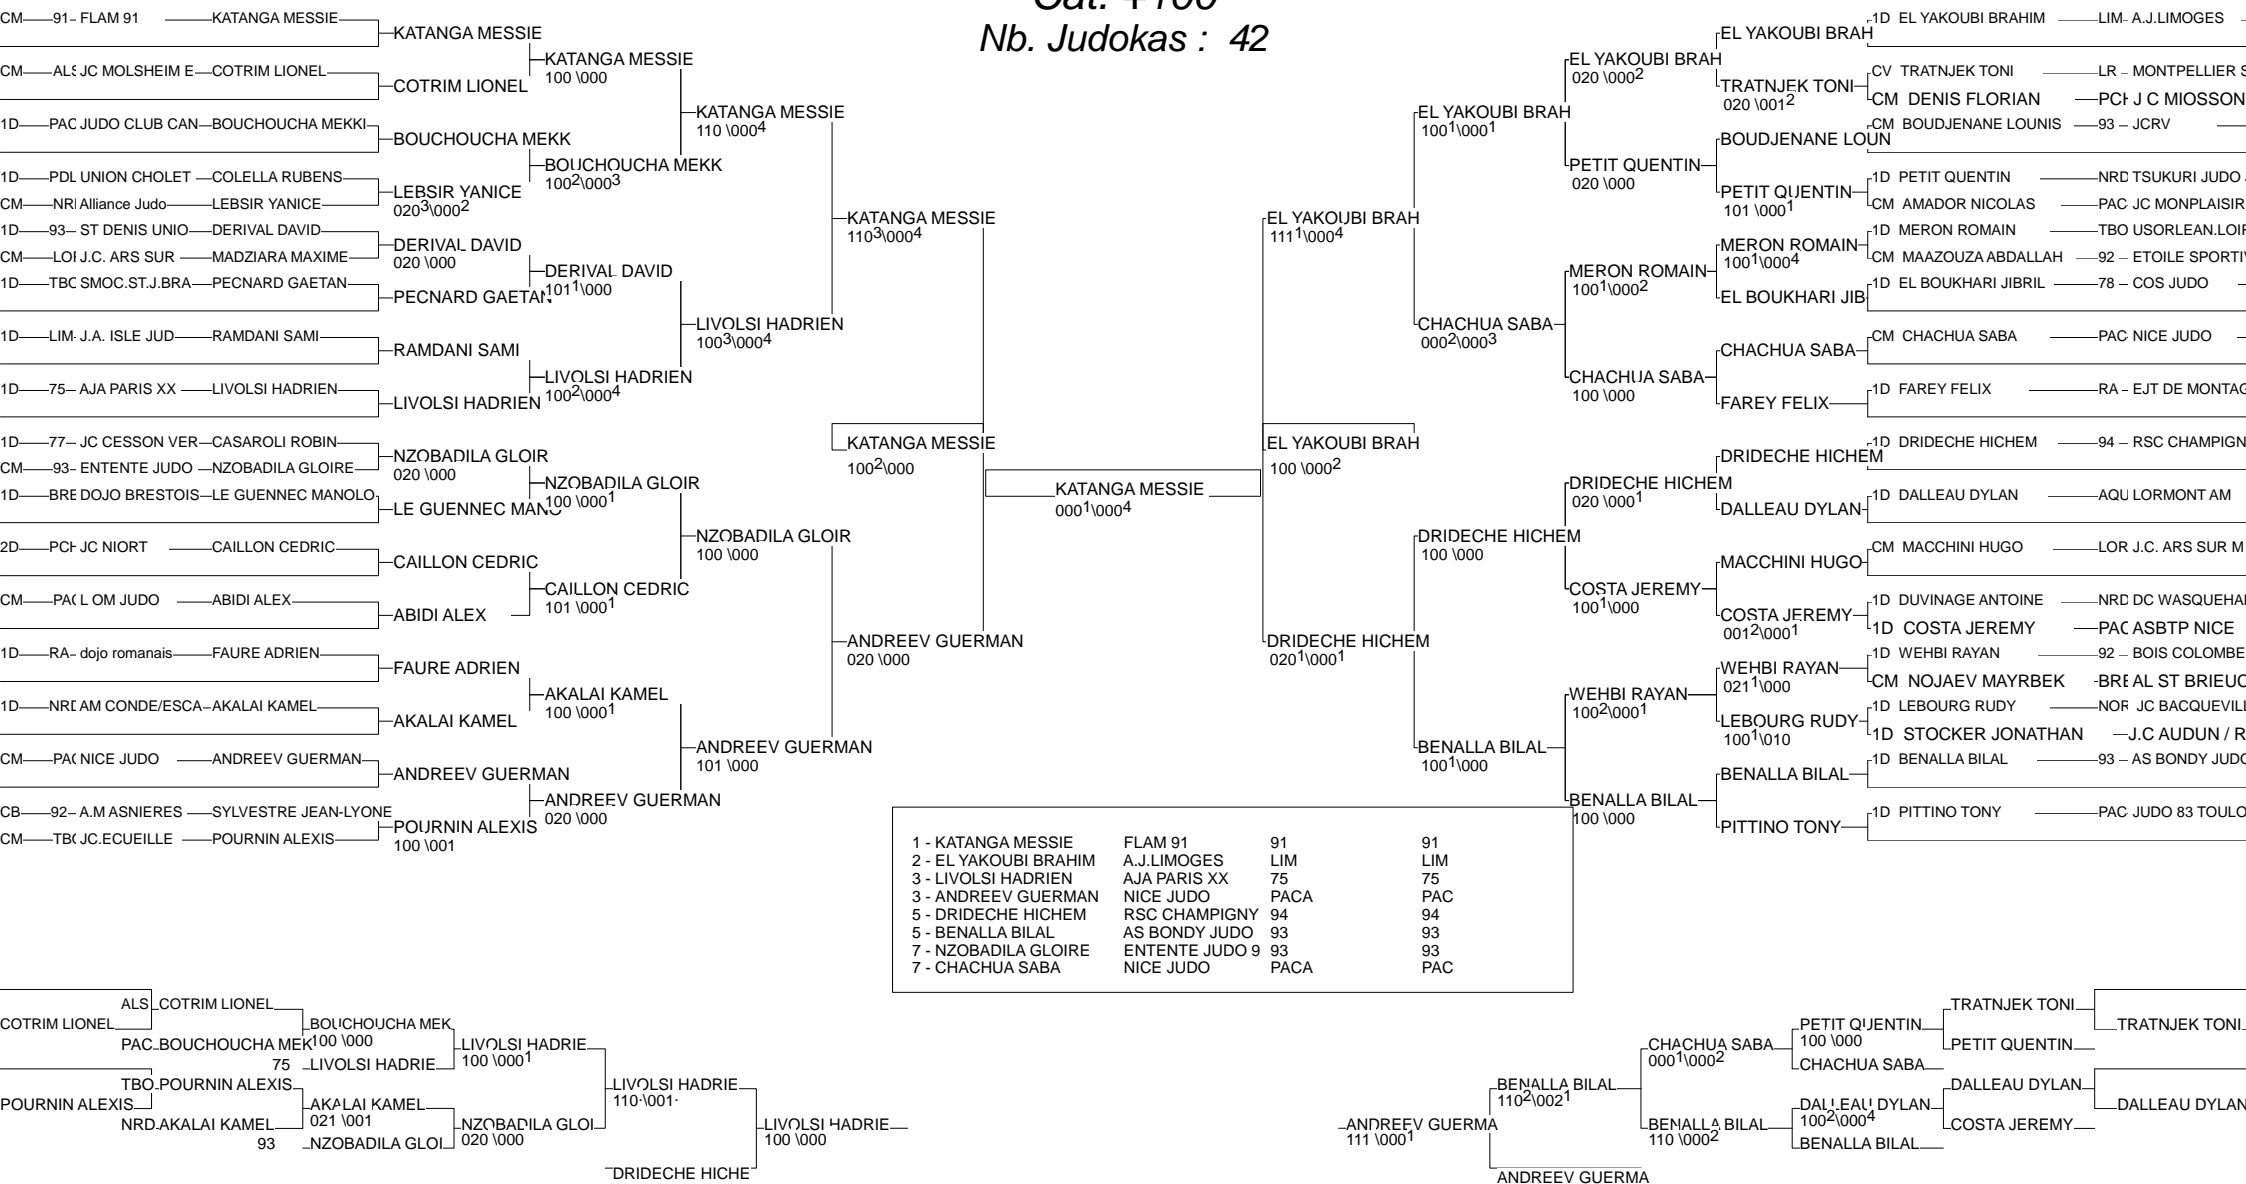 Cat. +100
Nb. Judokas : 42
CM 91 FLAM 91 KATANGA MESSIE
CM ALS JC MOLSHEIM E COTRIM LIONEL
1D PAC JUDO CLUB CAN BOUCHOUCHA MEKKI
1D PDL UNION CHOLET COLELLA RUBENS
CM NRD Alliance Judo LEBSIR YANICE
1D 93 ST DENIS UNIO DERIVAL DAVID
CM LOR J.C. ARS SUR MADZIARA MAXIME
1D TBO SMOC.ST.J.BRA PECNARD GAETAN
1D LIM J.A. ISLE JUD RAMDANI SAMI
1D 75 AJA PARIS XX LIVOLSI HADRIEN
1D 77 JC CESSON VER CASAROLI ROBIN
CM 93 ENTENTE JUDO NZOBADILA GLOIRE
1D BRE DOJO BRESTOIS LE GUENNEC MANOLO
2D PCH JC NIORT CAILLON CEDRIC
CM PAC L OM JUDO ABIDI ALEX
1D RA dojo romanais FAURE ADRIEN
1D NRD AM CONDE/ESCA AKALAI KAMEL
CM PAC NICE JUDO ANDREEV GUERMAN
CB 92 A.M ASNIERES SYLVESTRE JEAN-LYONE
CM TBO JC.ECUEILLE POURNIN ALEXIS
KATANGA MESSIE
COTRIM LIONEL
BOUCHOUCHA MEKK
LEBSIR YANICE
020³\000²
DERIVAL DAVID
020 \000
PECNARD GAETAN
RAMDANI SAMI
LIVOLSI HADRIEN
NZOBADILA GLOIR
020 \000
LE GUENNEC MANO
CAILLON CEDRIC
ABIDI ALEX
FAURE ADRIEN
AKALAI KAMEL
ANDREEV GUERMAN
POURNIN ALEXIS
100 \001
KATANGA MESSIE
100 \000
BOUCHOUCHA MEKK
100²\000³
DERIVAL DAVID
101¹\000
LIVOLSI HADRIEN
100²\000⁴
NZOBADILA GLOIR
100 \000¹
CAILLON CEDRIC
101 \000¹
AKALAI KAMEL
100 \000¹
ANDREEV GUERMAN
020 \000
KATANGA MESSIE
110 \000⁴
LIVOLSI HADRIEN
100³\000⁴
NZOBADILA GLOIR
100 \000
ANDREEV GUERMAN
101 \000
KATANGA MESSIE
110³\000⁴
ANDREEV GUERMAN
020 \000
KATANGA MESSIE
100²\000
KATANGA MESSIE
000¹\000⁴
EL YAKOUBI BRAH
100 \000²
EL YAKOUBI BRAH
111¹\000⁴
DRIDECHE HICHEM
020¹\000¹
EL YAKOUBI BRAH
100¹\000¹
CHACHUA SABA
000²\000³
DRIDECHE HICHEM
100 \000
BENALLA BILAL
100¹\000
EL YAKOUBI BRAH
020 \000²
PETIT QUENTIN
020 \000
MERON ROMAIN
100¹\000²
CHACHUA SABA
100 \000
DRIDECHE HICHEM
020 \000¹
COSTA JEREMY
100¹\000
WEHBI RAYAN
100²\000¹
BENALLA BILAL
100 \000
EL YAKOUBI BRAH
TRATNJEK TONI
020 \001²
BOUDJENANE LOUN
PETIT QUENTIN
101 \000¹
MERON ROMAIN
100¹\000⁴
EL BOUKHARI JIB
CHACHUA SABA
FAREY FELIX
DRIDECHE HICHEM
DALLEAU DYLAN
MACCHINI HUGO
COSTA JEREMY
001²\000¹
WEHBI RAYAN
021¹\000
LEBOURG RUDY
100¹\010
BENALLA BILAL
PITTINO TONY
1D EL YAKOUBI BRAHIM LIM A.J.LIMOGES
CV TRATNJEK TONI LR MONTPELLIER S
CM DENIS FLORIAN PCH J C MIOSSON
CM BOUDJENANE LOUNIS 93 JCRV
1D PETIT QUENTIN NRD TSUKURI JUDO
CM AMADOR NICOLAS PAC JC MONPLAISIR
1D MERON ROMAIN TBO USORLEAN.LOIR
CM MAAZOUZA ABDALLAH 92 ETOILE SPORTIV
1D EL BOUKHARI JIBRIL 78 COS JUDO
CM CHACHUA SABA PAC NICE JUDO
1D FAREY FELIX RA EJT DE MONTAG
1D DRIDECHE HICHEM 94 RSC CHAMPIGN
1D DALLEAU DYLAN AQU LORMONT AM
CM MACCHINI HUGO LOR J.C. ARS SUR M
1D DUVINAGE ANTOINE NRD DC WASQUEHA
1D COSTA JEREMY PAC ASBTP NICE
1D WEHBI RAYAN 92 BOIS COLOMBE
CM NOJAEV MAYRBEK BRE AL ST BRIEUC
1D LEBOURG RUDY NOR JC BACQUEVILL
1D STOCKER JONATHAN J.C AUDUN / R
1D BENALLA BILAL 93 AS BONDY JUDO
1D PITTINO TONY PAC JUDO 83 TOULO
1 - KATANGA MESSIE FLAM 91 91 91
2 - EL YAKOUBI BRAHIM A.J.LIMOGES LIM LIM
3 - LIVOLSI HADRIEN AJA PARIS XX 75 75
3 - ANDREEV GUERMAN NICE JUDO PACA PAC
5 - DRIDECHE HICHEM RSC CHAMPIGNY 94 94
5 - BENALLA BILAL AS BONDY JUDO 93 93
7 - NZOBADILA GLOIRE ENTENTE JUDO 9 93 93
7 - CHACHUA SABA NICE JUDO PACA PAC
COTRIM LIONEL
POURNIN ALEXIS
ALS COTRIM LIONEL
PAC BOUCHOUCHA MEK
TBO POURNIN ALEXIS
NRD AKALAI KAMEL
BOUCHOUCHA MEK
100 \000
75 LIVOLSI HADRIE
AKALAI KAMEL
021 \001
93 NZOBADILA GLOI
LIVOLSI HADRIE
100 \000¹
NZOBADILA GLOI
020 \000
LIVOLSI HADRIE
110·\001·
DRIDECHE HICHE
LIVOLSI HADRIE
100 \000
ANDREEV GUERMA
111 \000¹
BENALLA BILAL
110²\002¹
ANDREEV GUERMA
CHACHUA SABA
000¹\000²
BENALLA BILAL
110 \000²
PETIT QUENTIN
100 \000
CHACHUA SABA
DALLEAU DYLAN
100²\000⁴
BENALLA BILAL
TRATNJEK TONI
PETIT QUENTIN
DALLEAU DYLAN
COSTA JEREMY
TRATNJEK TONI
DALLEAU DYLAN